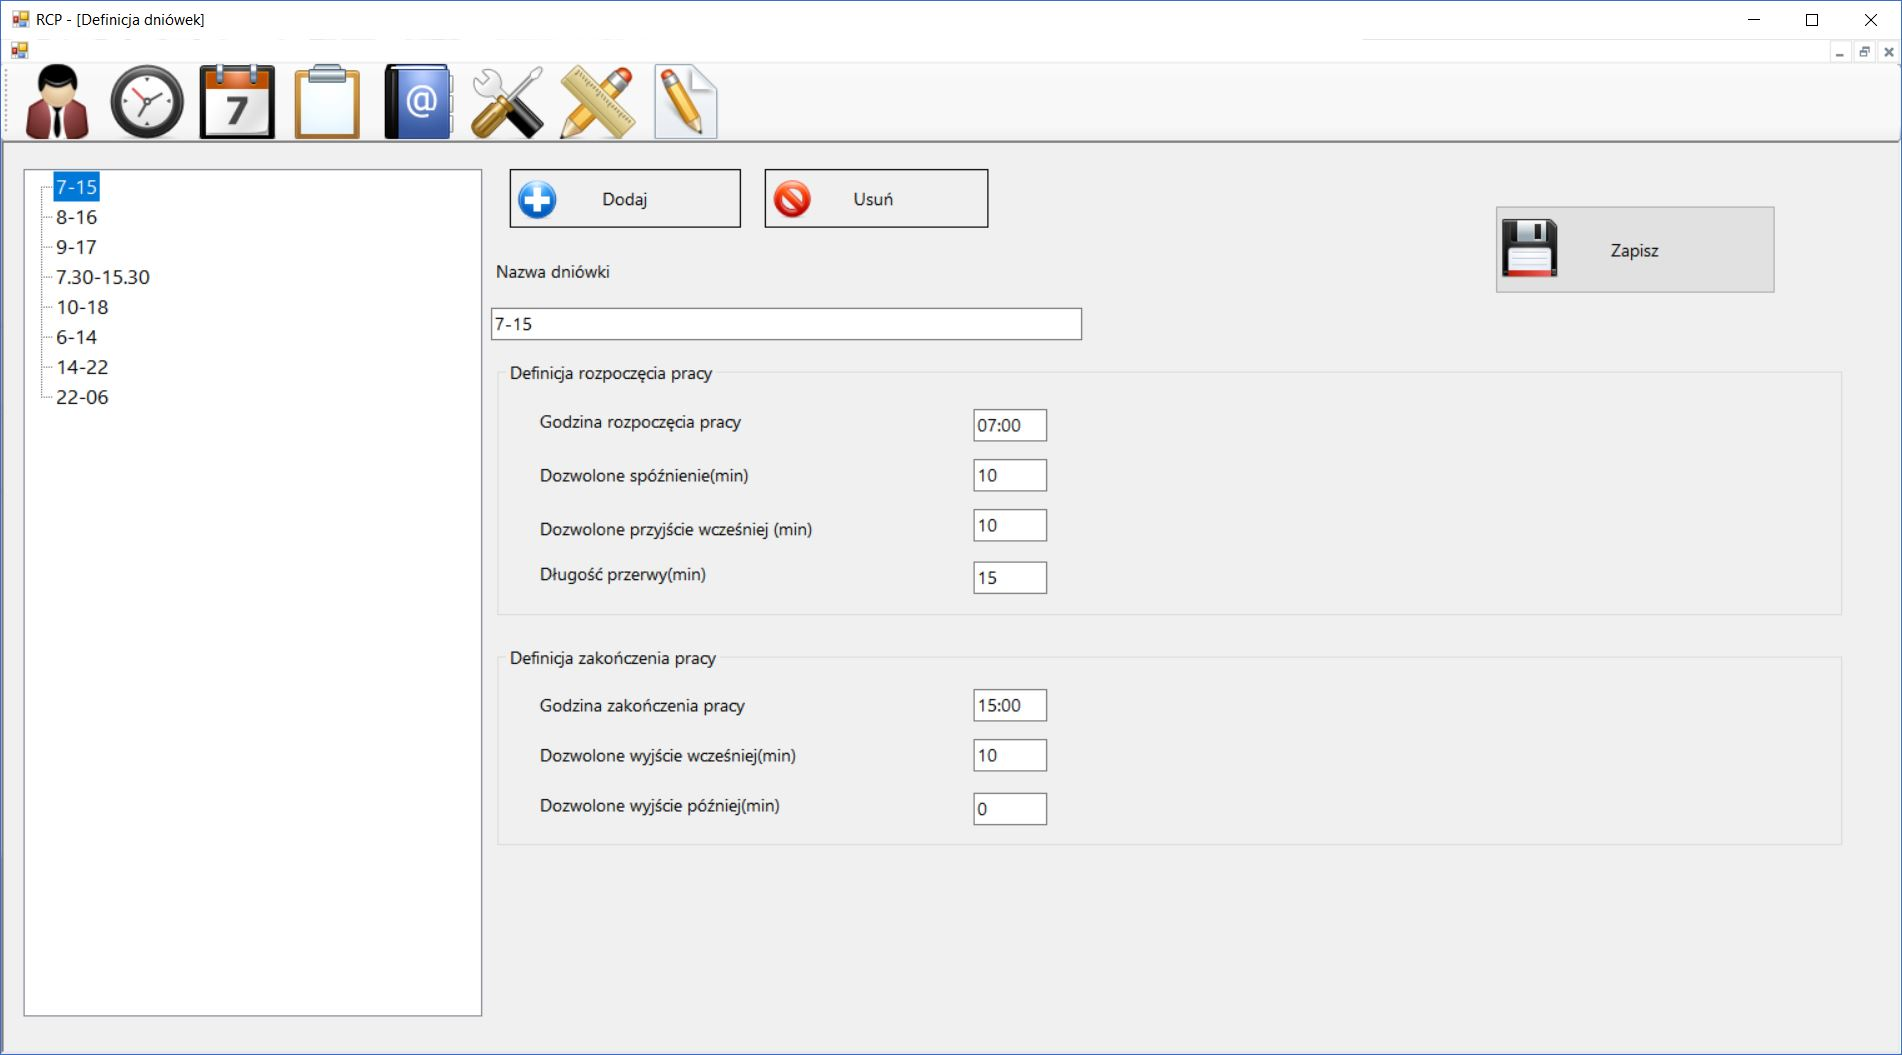 RCP - [Definicja dniówek]
7
@
7-15
8-16
9-17
7.30-15.30
10-18
6-14
14-22
22-06
Dodaj
Usuń
Zapisz
Nazwa dniówki
7-15
Definicja rozpoczęcia pracy
Godzina rozpoczęcia pracy 07:00
Dozwolone spóźnienie(min) 10
Dozwolone przyjście wcześniej (min) 10
Długość przerwy(min) 15
Definicja zakończenia pracy
Godzina zakończenia pracy 15:00
Dozwolone wyjście wcześniej(min) 10
Dozwolone wyjście później(min) 0